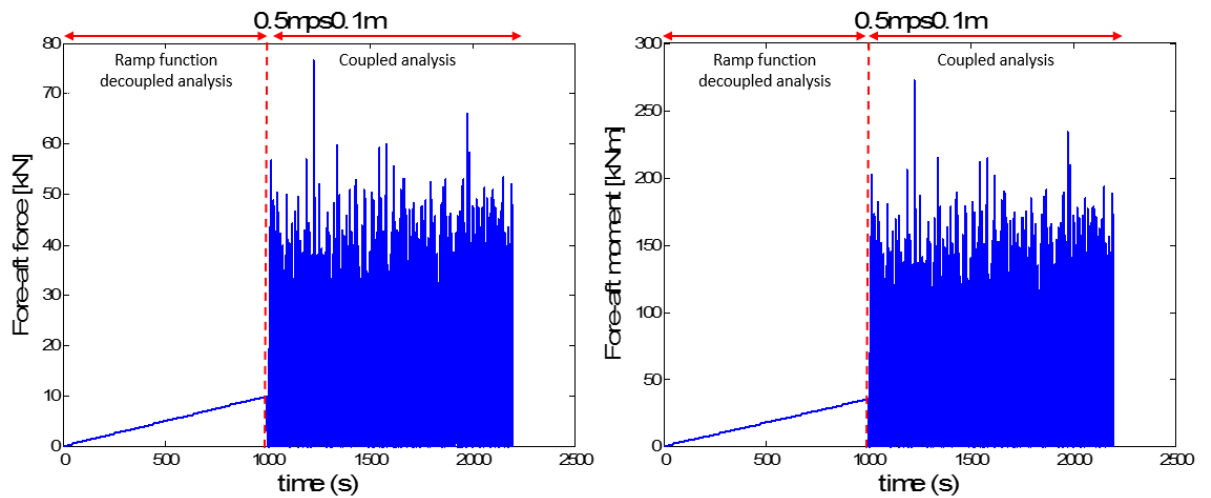 0.5mps0.1m
Ramp function
decoupled analysis
Coupled analysis
Fore-aft force [kN]
80
70
60
50
40
30
20
10
0
0 500 1000 1500 2000 2500
time (s)
0.5mps0.1m
Ramp function
decoupled analysis
Coupled analysis
Fore-aft moment [kNm]
300
250
200
150
100
50
0
0 500 1000 1500 2000 2500
time (s)